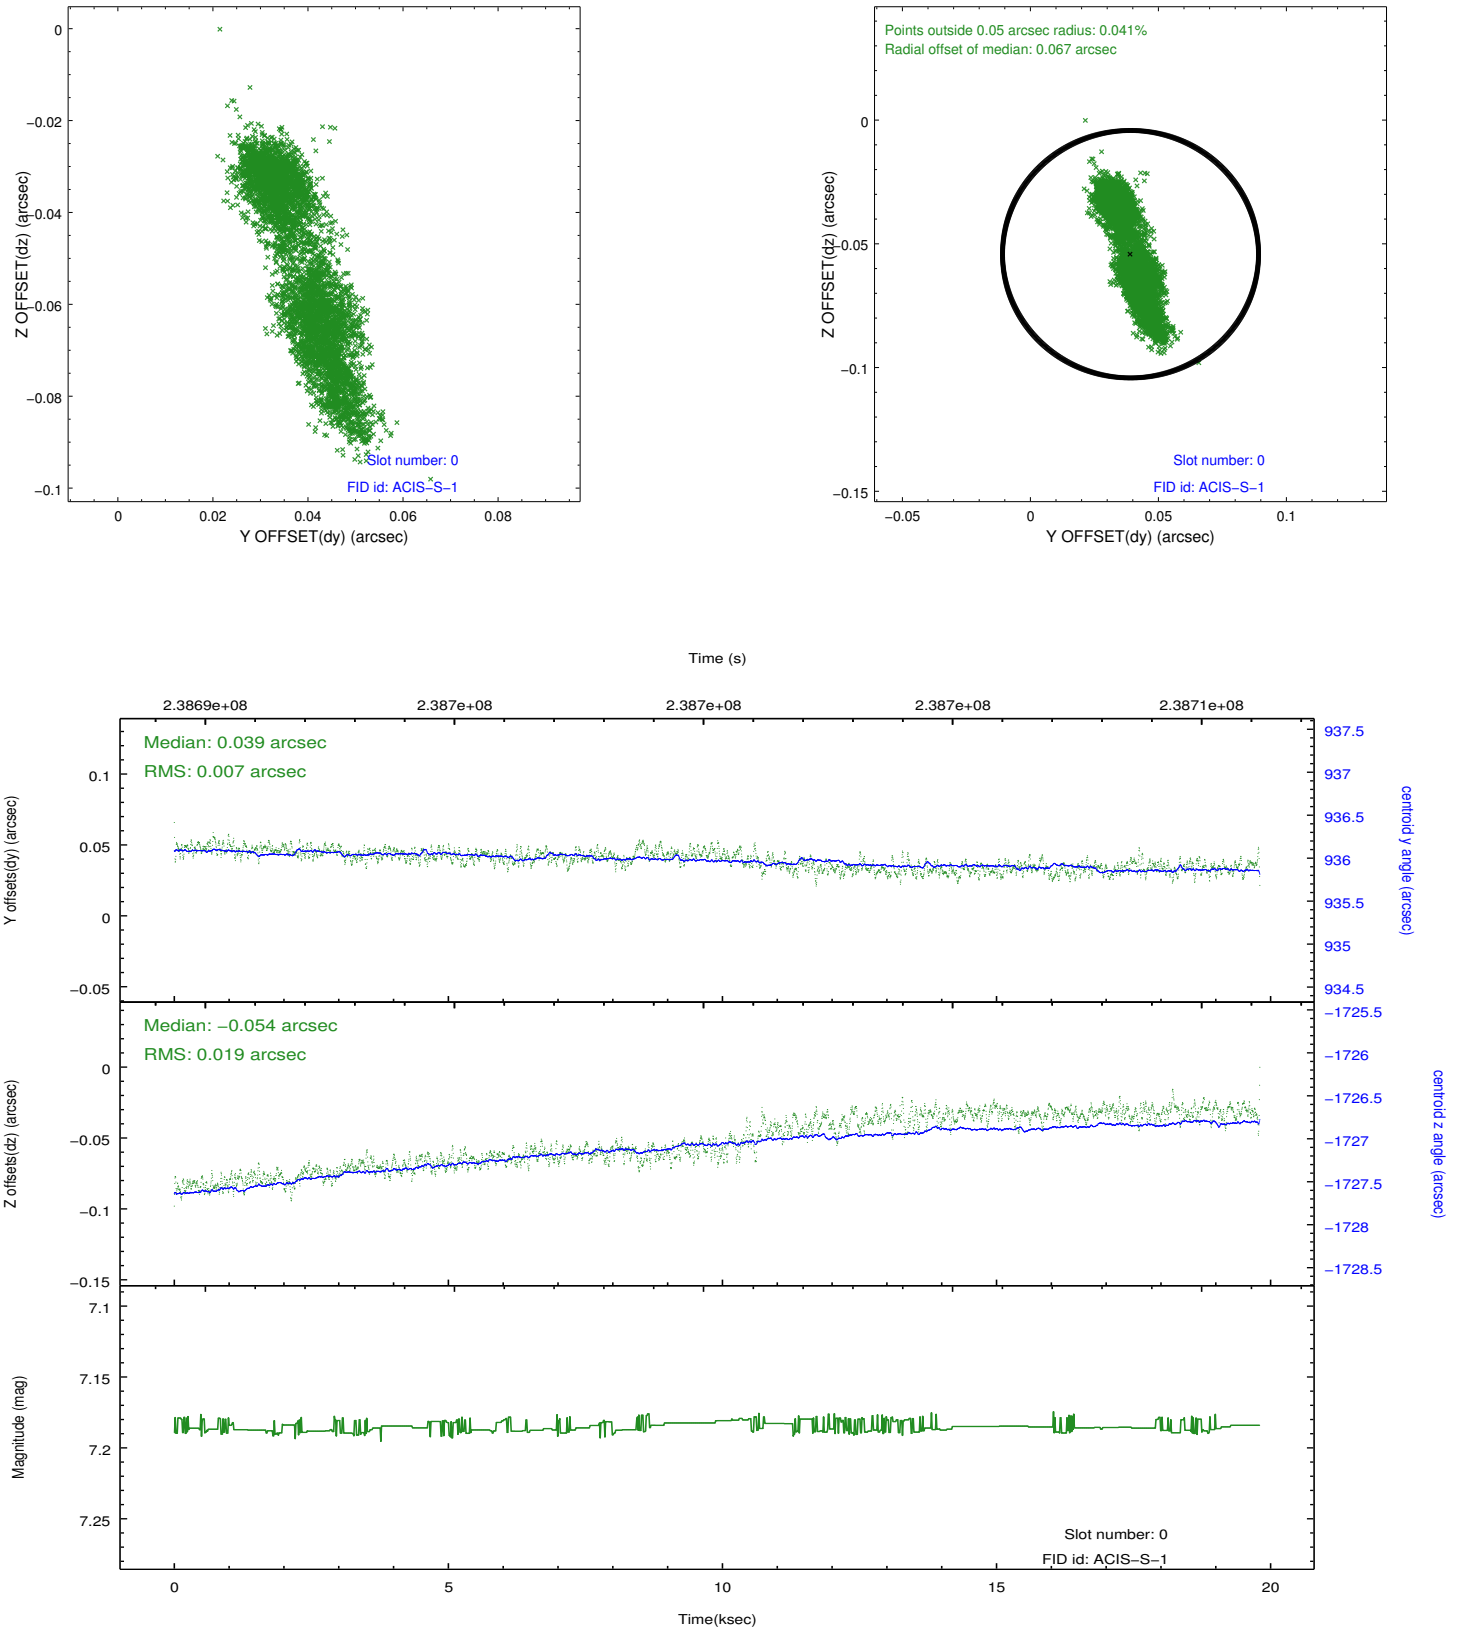 0
−0.02
−0.04
−0.06
−0.08
−0.1
Z OFFSET(dz) (arcsec)
0
0.02
0.04
0.06
0.08
Y OFFSET(dy) (arcsec)
Slot number: 0
FID id: ACIS−S−1
Points outside 0.05 arcsec radius: 0.041%
Radial offset of median: 0.067 arcsec
0
−0.05
−0.1
−0.15
Z OFFSET(dz) (arcsec)
−0.05
0
0.05
0.1
Y OFFSET(dy) (arcsec)
Slot number: 0
FID id: ACIS−S−1
Time (s)
2.3869e+08
2.387e+08
2.387e+08
2.387e+08
2.3871e+08
Median: 0.039 arcsec
RMS: 0.007 arcsec
0.1
0.05
0
−0.05
Y offsets(dy) (arcsec)
937.5
937
936.5
936
935.5
935
934.5
centroid y angle (arcsec)
Median: −0.054 arcsec
RMS: 0.019 arcsec
0
−0.05
−0.1
−0.15
Z offsets(dz) (arcsec)
−1725.5
−1726
−1726.5
−1727
−1727.5
−1728
−1728.5
centroid z angle (arcsec)
7.1
7.15
7.2
7.25
Magnitude (mag)
Slot number: 0
FID id: ACIS−S−1
0
5
10
15
20
Time(ksec)